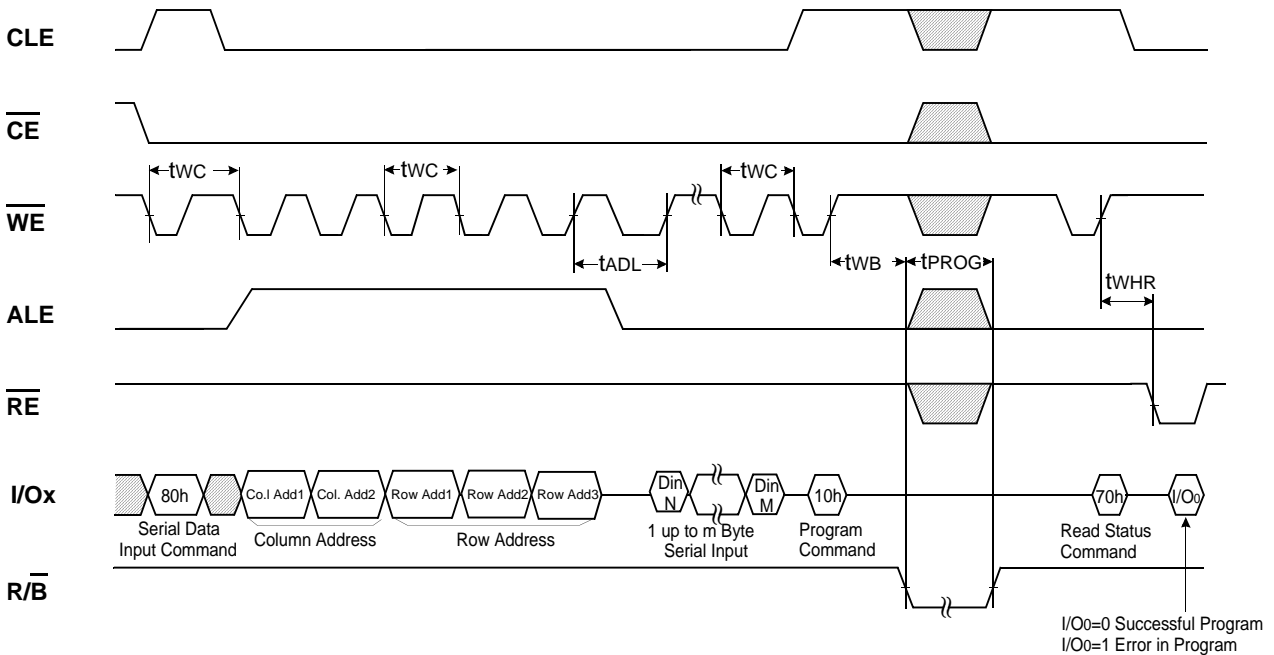 CLE
CE
tWC
tWC
tWC
WE
tADL
tWB
tPROG
tWHR
ALE
RE
I/Ox
80h
Co.l Add1
Col. Add2
Row Add1
Row Add2
Row Add3
Din
N
Din
M
10h
70h
I/O0
Serial Data
Input Command
Column Address
Row Address
1 up to m Byte
Serial Input
Program
Command
Read Status
Command
R/B
I/O0=0 Successful Program
I/O0=1 Error in Program